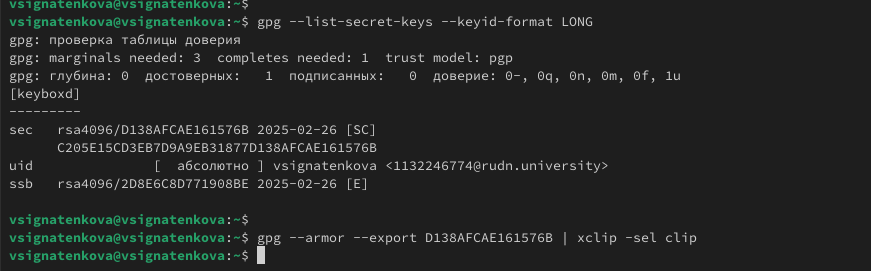 vsignatenkova@vsignatenkova:~$
vsignatenkova@vsignatenkova:~$ gpg --list-secret-keys --keyid-format LONG
gpg: проверка таблицы доверия
gpg: marginals needed: 3  completes needed: 1  trust model: pgp
gpg: глубина: 0  достоверных:   1  подписанных:   0  доверие: 0-, 0q, 0n, 0m, 0f, 1u
[keyboxd]
---------
sec   rsa4096/D138AFCAE161576B 2025-02-26 [SC]
      C205E15CD3EB7D9A9EB31877D138AFCAE161576B
uid               [  абсолютно ] vsignatenkova <1132246774@rudn.university>
ssb   rsa4096/2D8E6C8D771908BE 2025-02-26 [E]
vsignatenkova@vsignatenkova:~$
vsignatenkova@vsignatenkova:~$ gpg --armor --export D138AFCAE161576B | xclip -sel clip
vsignatenkova@vsignatenkova:~$